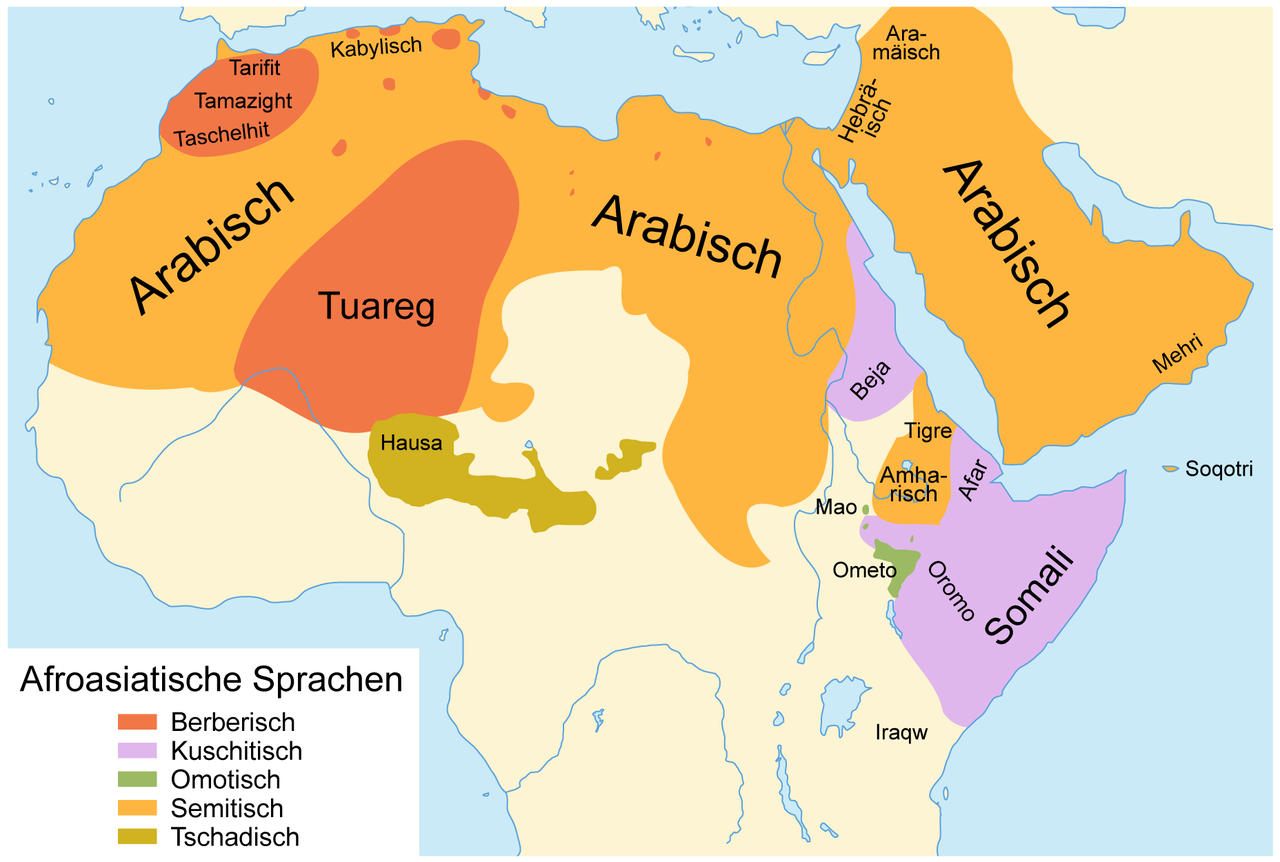 Ara-
mäisch
Kabylisch
Tarifit
Tamazight
Taschelhit
Hebrä-
isch
Arabisch
Arabisch
Arabisch
Tuareg
Mehri
Beja
Hausa
Tigre
Soqotri
Amha-
risch
Afar
Mao
Ometo
Oromo
Somali
Iraqw
Afroasiatische Sprachen
Berberisch
Kuschitisch
Omotisch
Semitisch
Tschadisch